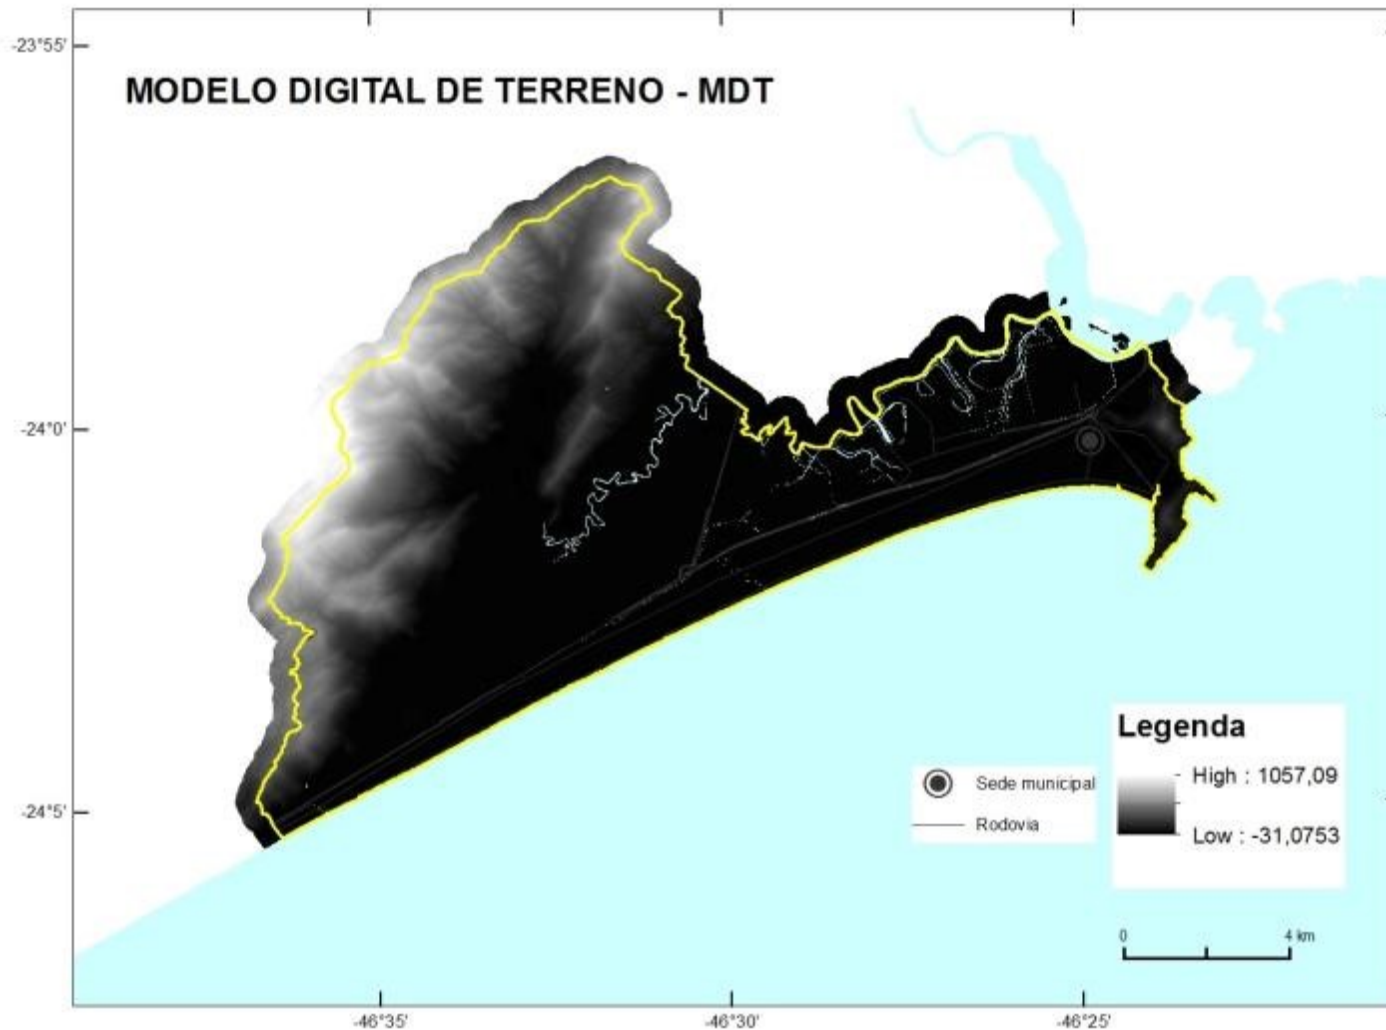 -23°55'
MODELO DIGITAL DE TERRENO - MDT
-24°0'
-24°5'
Legenda
High : 1057,09
Low : -31,0753
Sede municipal
Rodovia
0 4 km
-46°35' -46°30' -46°25'